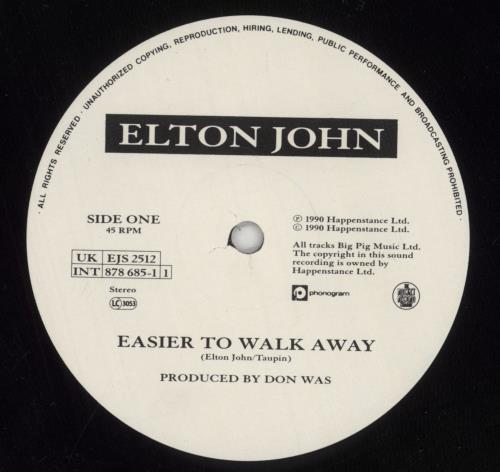 · ALL RIGHTS RESERVED · UNAUTHORIZED COPYING, REPRODUCTION, HIRING, LENDING, PUBLIC PERFORMANCE AND BROADCASTING PROHIBITED ·
ELTON JOHN
SIDE ONE
45 RPM
UK EJS 2512
INT 878 685-1 1
Stereo
LC 3053
℗ 1990 Happenstance Ltd.
© 1990 Happenstance Ltd.
All tracks Big Pig Music Ltd.
The copyright in this sound
recording is owned by
Happenstance Ltd.
phonogram
EASIER TO WALK AWAY
(Elton John/Taupin)
PRODUCED BY DON WAS